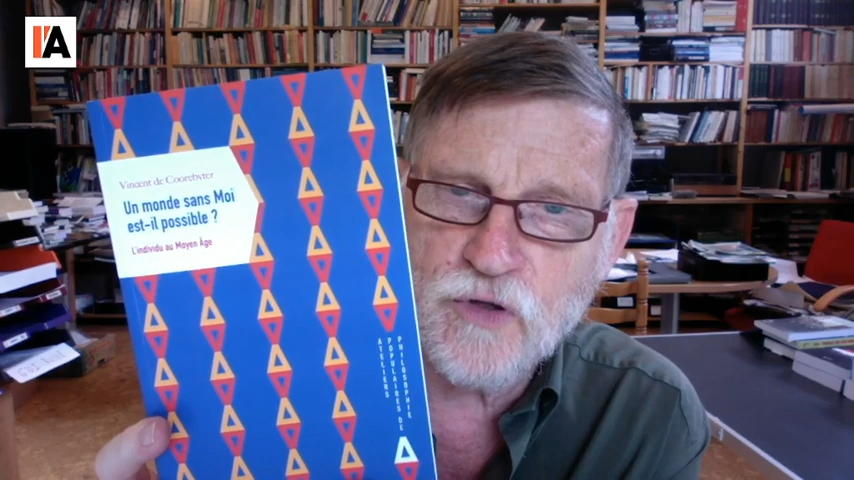 I'A
Vincent de Coorebyter
Un monde sans Moi
est-il possible ?
L'individu au Moyen Âge
ATELIERS
POPULAIRES DE
PHILOSOPHIE